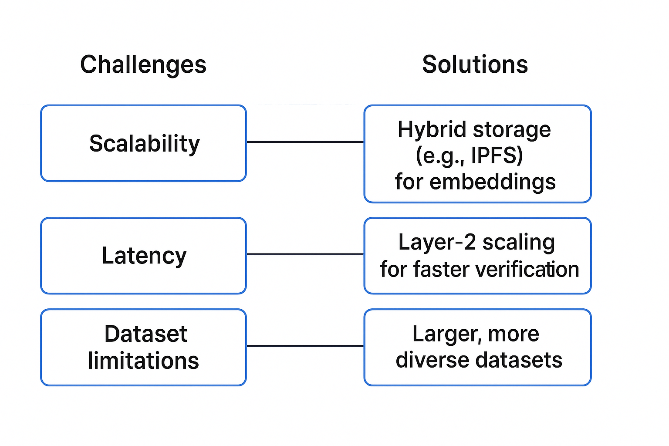 Challenges
Solutions
Scalability
Hybrid storage
(e.g., IPFS)
for embeddings
Latency
Layer-2 scaling
for faster verification
Dataset
limitations
Larger, more
diverse datasets